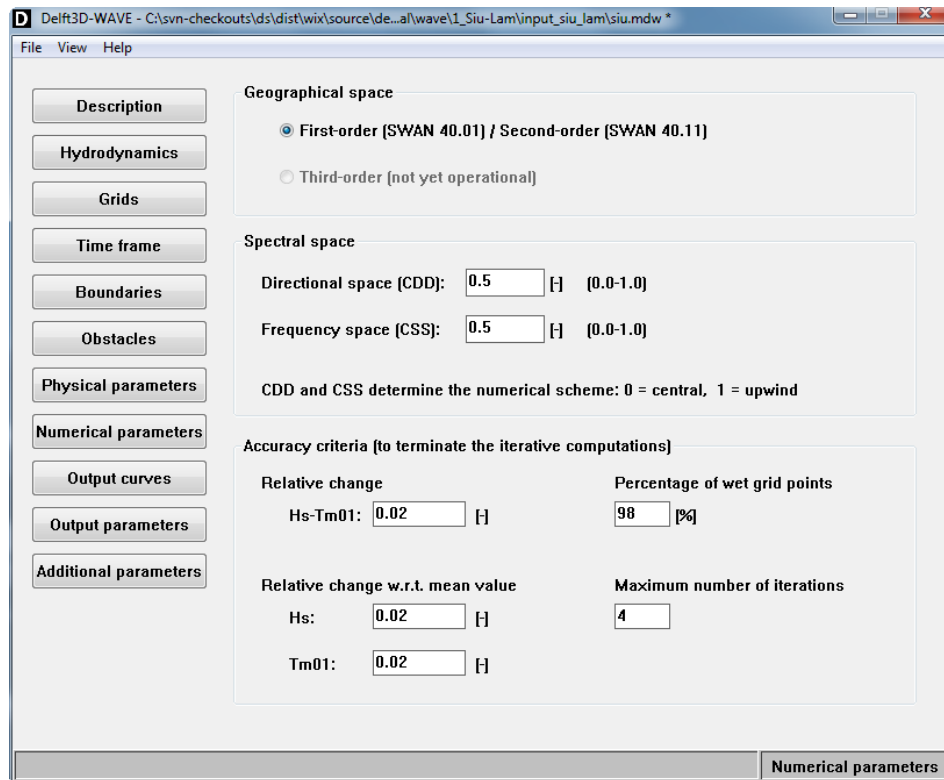 D Delft3D-WAVE - C:\svn-checkouts\ds\dist\wix\source\de...al\wave\1_Siu-Lam\input_siu_lam\siu.mdw *
File View Help
Description
Hydrodynamics
Grids
Time frame
Boundaries
Obstacles
Physical parameters
Numerical parameters
Output curves
Output parameters
Additional parameters
Geographical space
First-order (SWAN 40.01) / Second-order (SWAN 40.11)
Third-order (not yet operational)
Spectral space
Directional space (CDD): 0.5 [-] (0.0-1.0)
Frequency space (CSS): 0.5 [-] (0.0-1.0)
CDD and CSS determine the numerical scheme: 0 = central, 1 = upwind
Accuracy criteria (to terminate the iterative computations)
Relative change Percentage of wet grid points
Hs-Tm01: 0.02 [-] 98 [%]
Relative change w.r.t. mean value Maximum number of iterations
Hs: 0.02 [-] 4
Tm01: 0.02 [-]
Numerical parameters